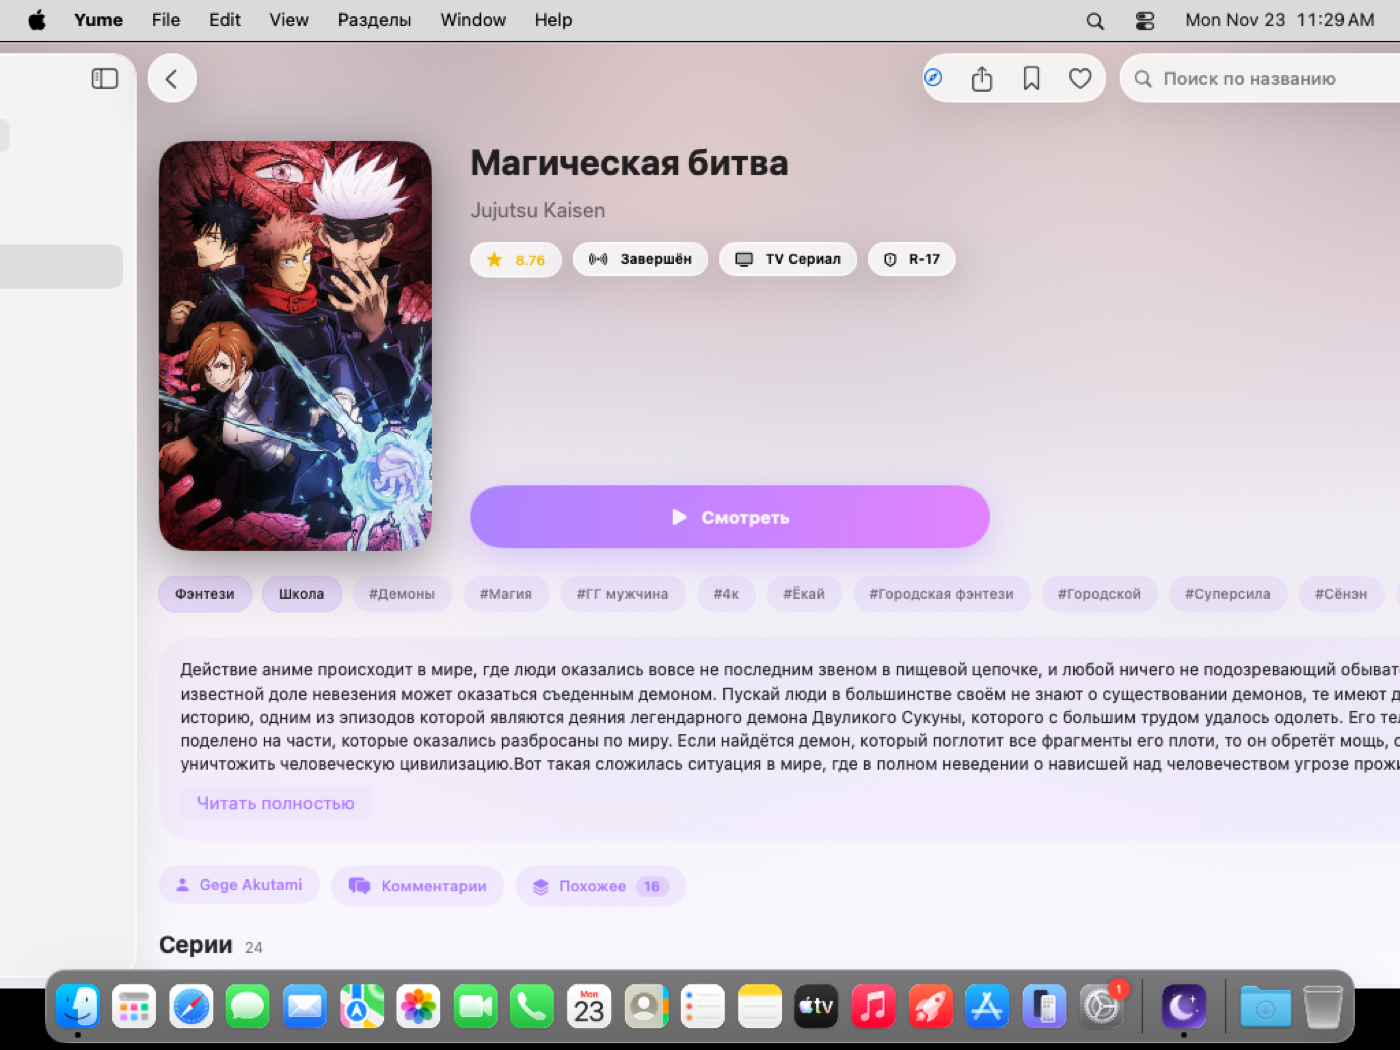 Yume File Edit View Разделы Window Help Mon Nov 23 11:29 AM
Поиск по названию
Магическая битва
Jujutsu Kaisen
8.76 Завершён TV Сериал R-17
Смотреть
Фэнтези Школа #Демоны #Магия #ГГ мужчина #4к #Ёкай #Городская фэнтези #Городской #Суперсила #Сёнэн
Действие аниме происходит в мире, где люди оказались вовсе не последним звеном в пищевой цепочке, и любой ничего не подозревающий обыват
известной доле невезения может оказаться съеденным демоном. Пускай люди в большинстве своём не знают о существовании демонов, те имеют
историю, одним из эпизодов которой являются деяния легендарного демона Двуликого Сукуны, которого с большим трудом удалось одолеть. Его
поделено на части, которые оказались разбросаны по миру. Если найдётся демон, который поглотит все фрагменты его плоти, то он обретёт мощь,
уничтожить человеческую цивилизацию.Вот такая сложилась ситуация в мире, где в полном неведении о нависшей над человечеством угрозе
Читать полностью
Gege Akutami Комментарии Похожее 16
Серии 24
Mon
23
tv
1